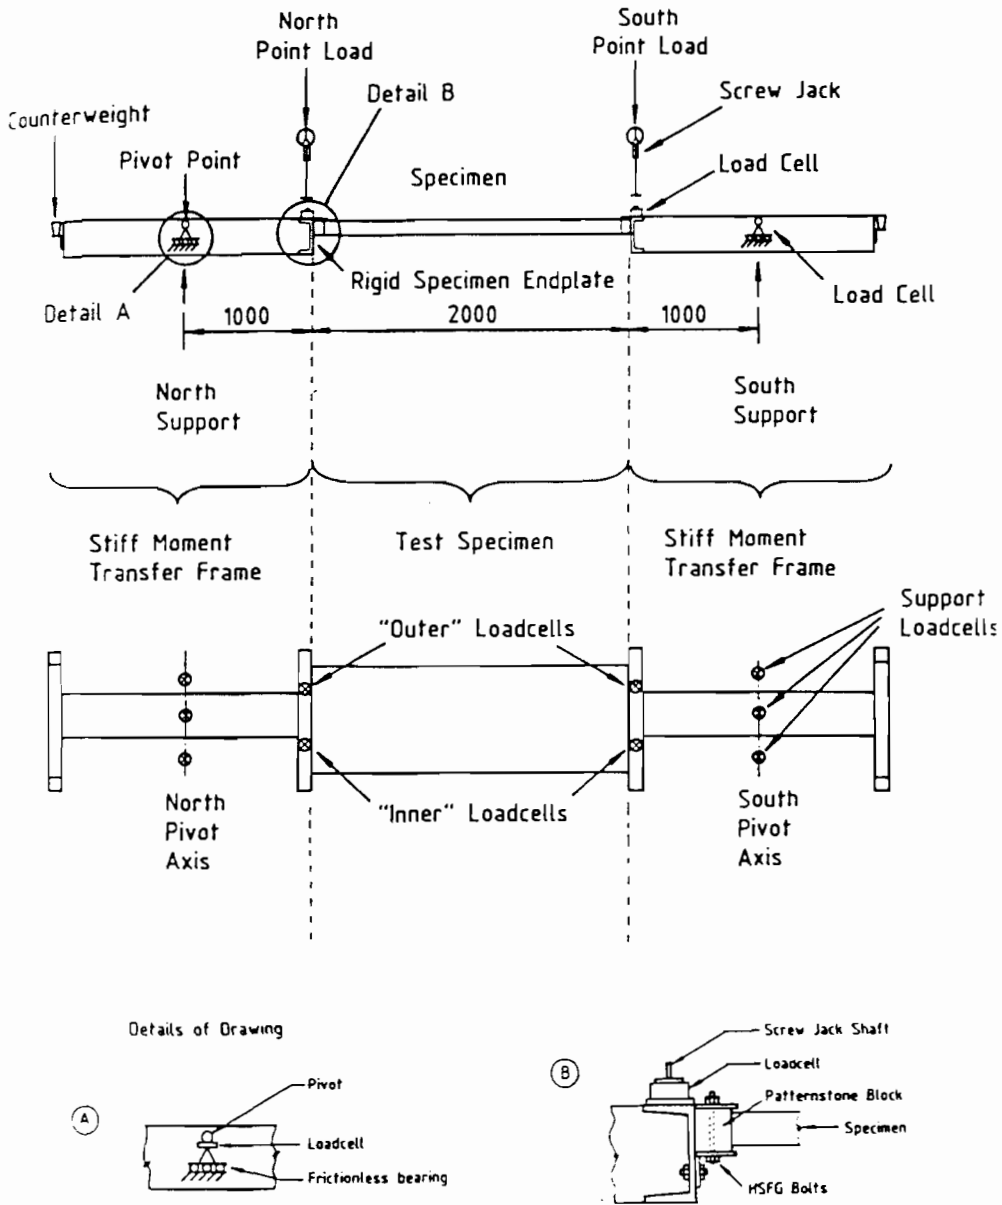 North
Point Load
South
Point Load
Detail B
Screw Jack
Counterweight
Pivot Point
Specimen
Load Cell
Rigid Specimen Endplate
Load Cell
Detail A
1000
2000
1000
North
Support
South
Support
Stiff Moment
Transfer Frame
Test Specimen
Stiff Moment
Transfer Frame
Support
Loadcells
"Outer" Loadcells
"Inner" Loadcells
North
Pivot
Axis
South
Pivot
Axis
Details of Drawing
A
Pivot
Loadcell
Frictionless bearing
B
Screw Jack Shaft
Loadcell
Patternstone Block
Specimen
HSFG Bolts